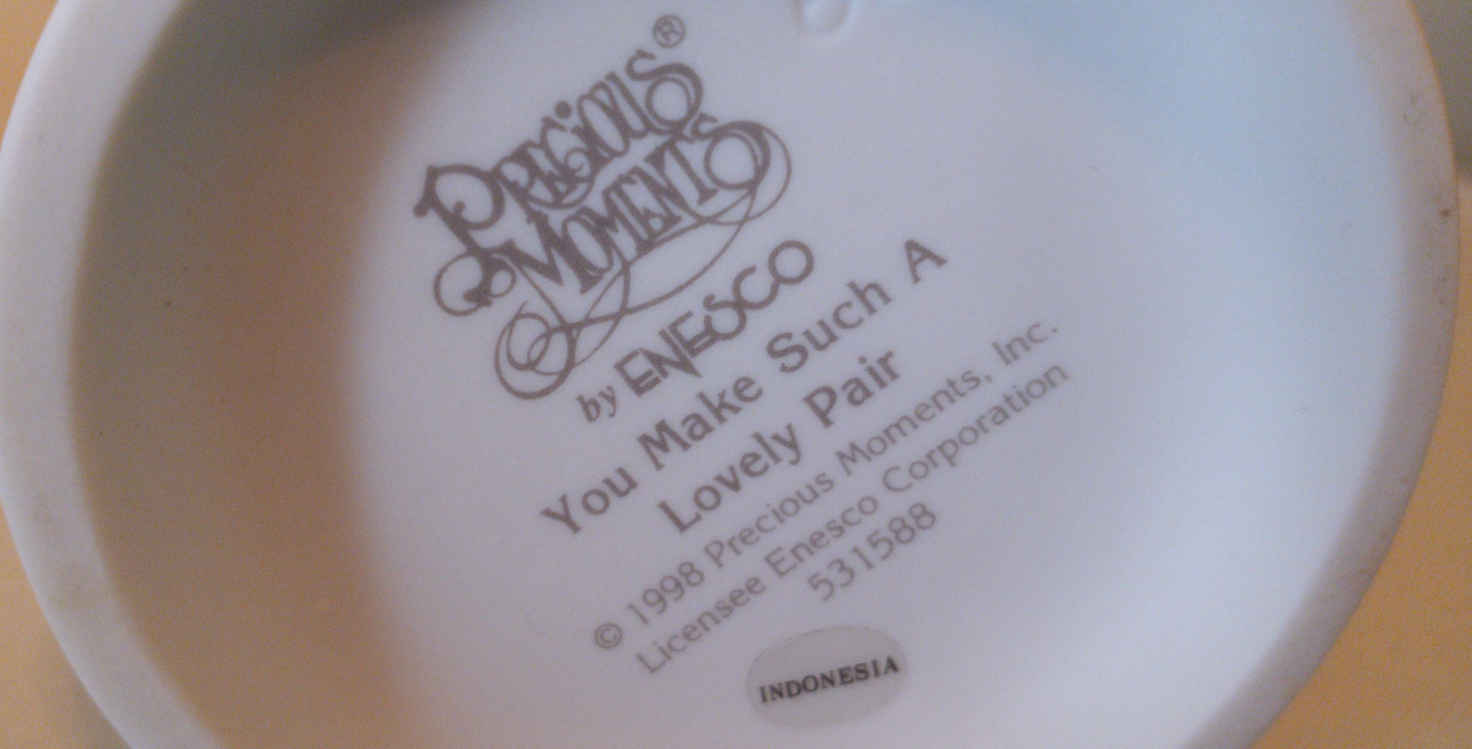 PRECIOUS ®
MOMENTS
by ENESCO
You Make Such A
Lovely Pair
© 1998 Precious Moments, Inc.
Licensee Enesco Corporation
531588
INDONESIA